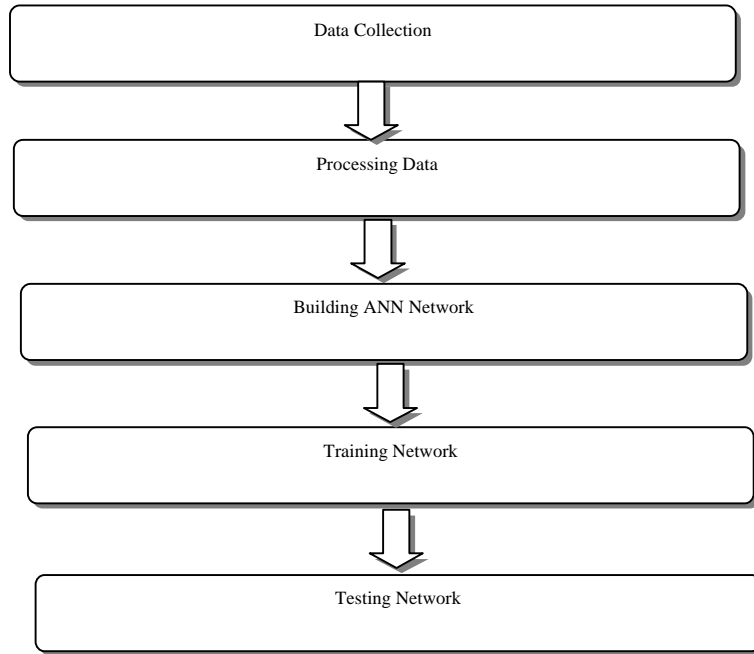 Data Collection
Processing Data
Building ANN Network
Training Network
Testing Network